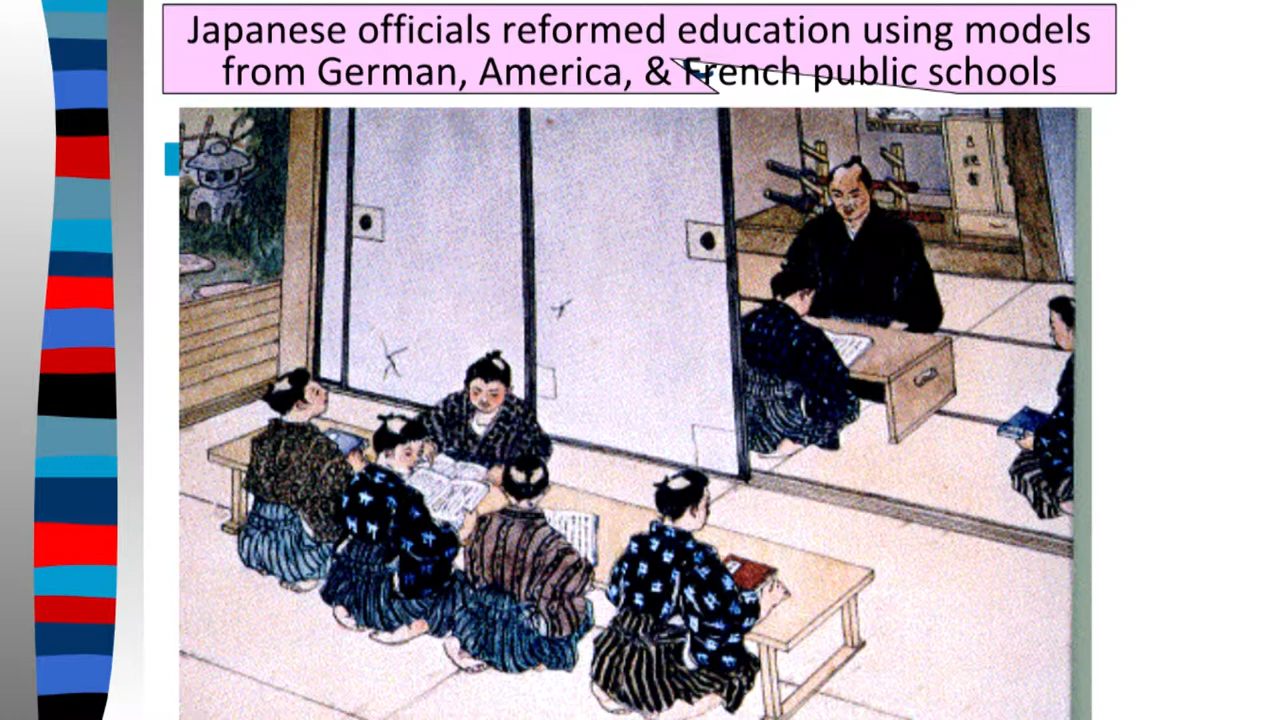 Japanese officials reformed education using models
from German, America, & French public schools